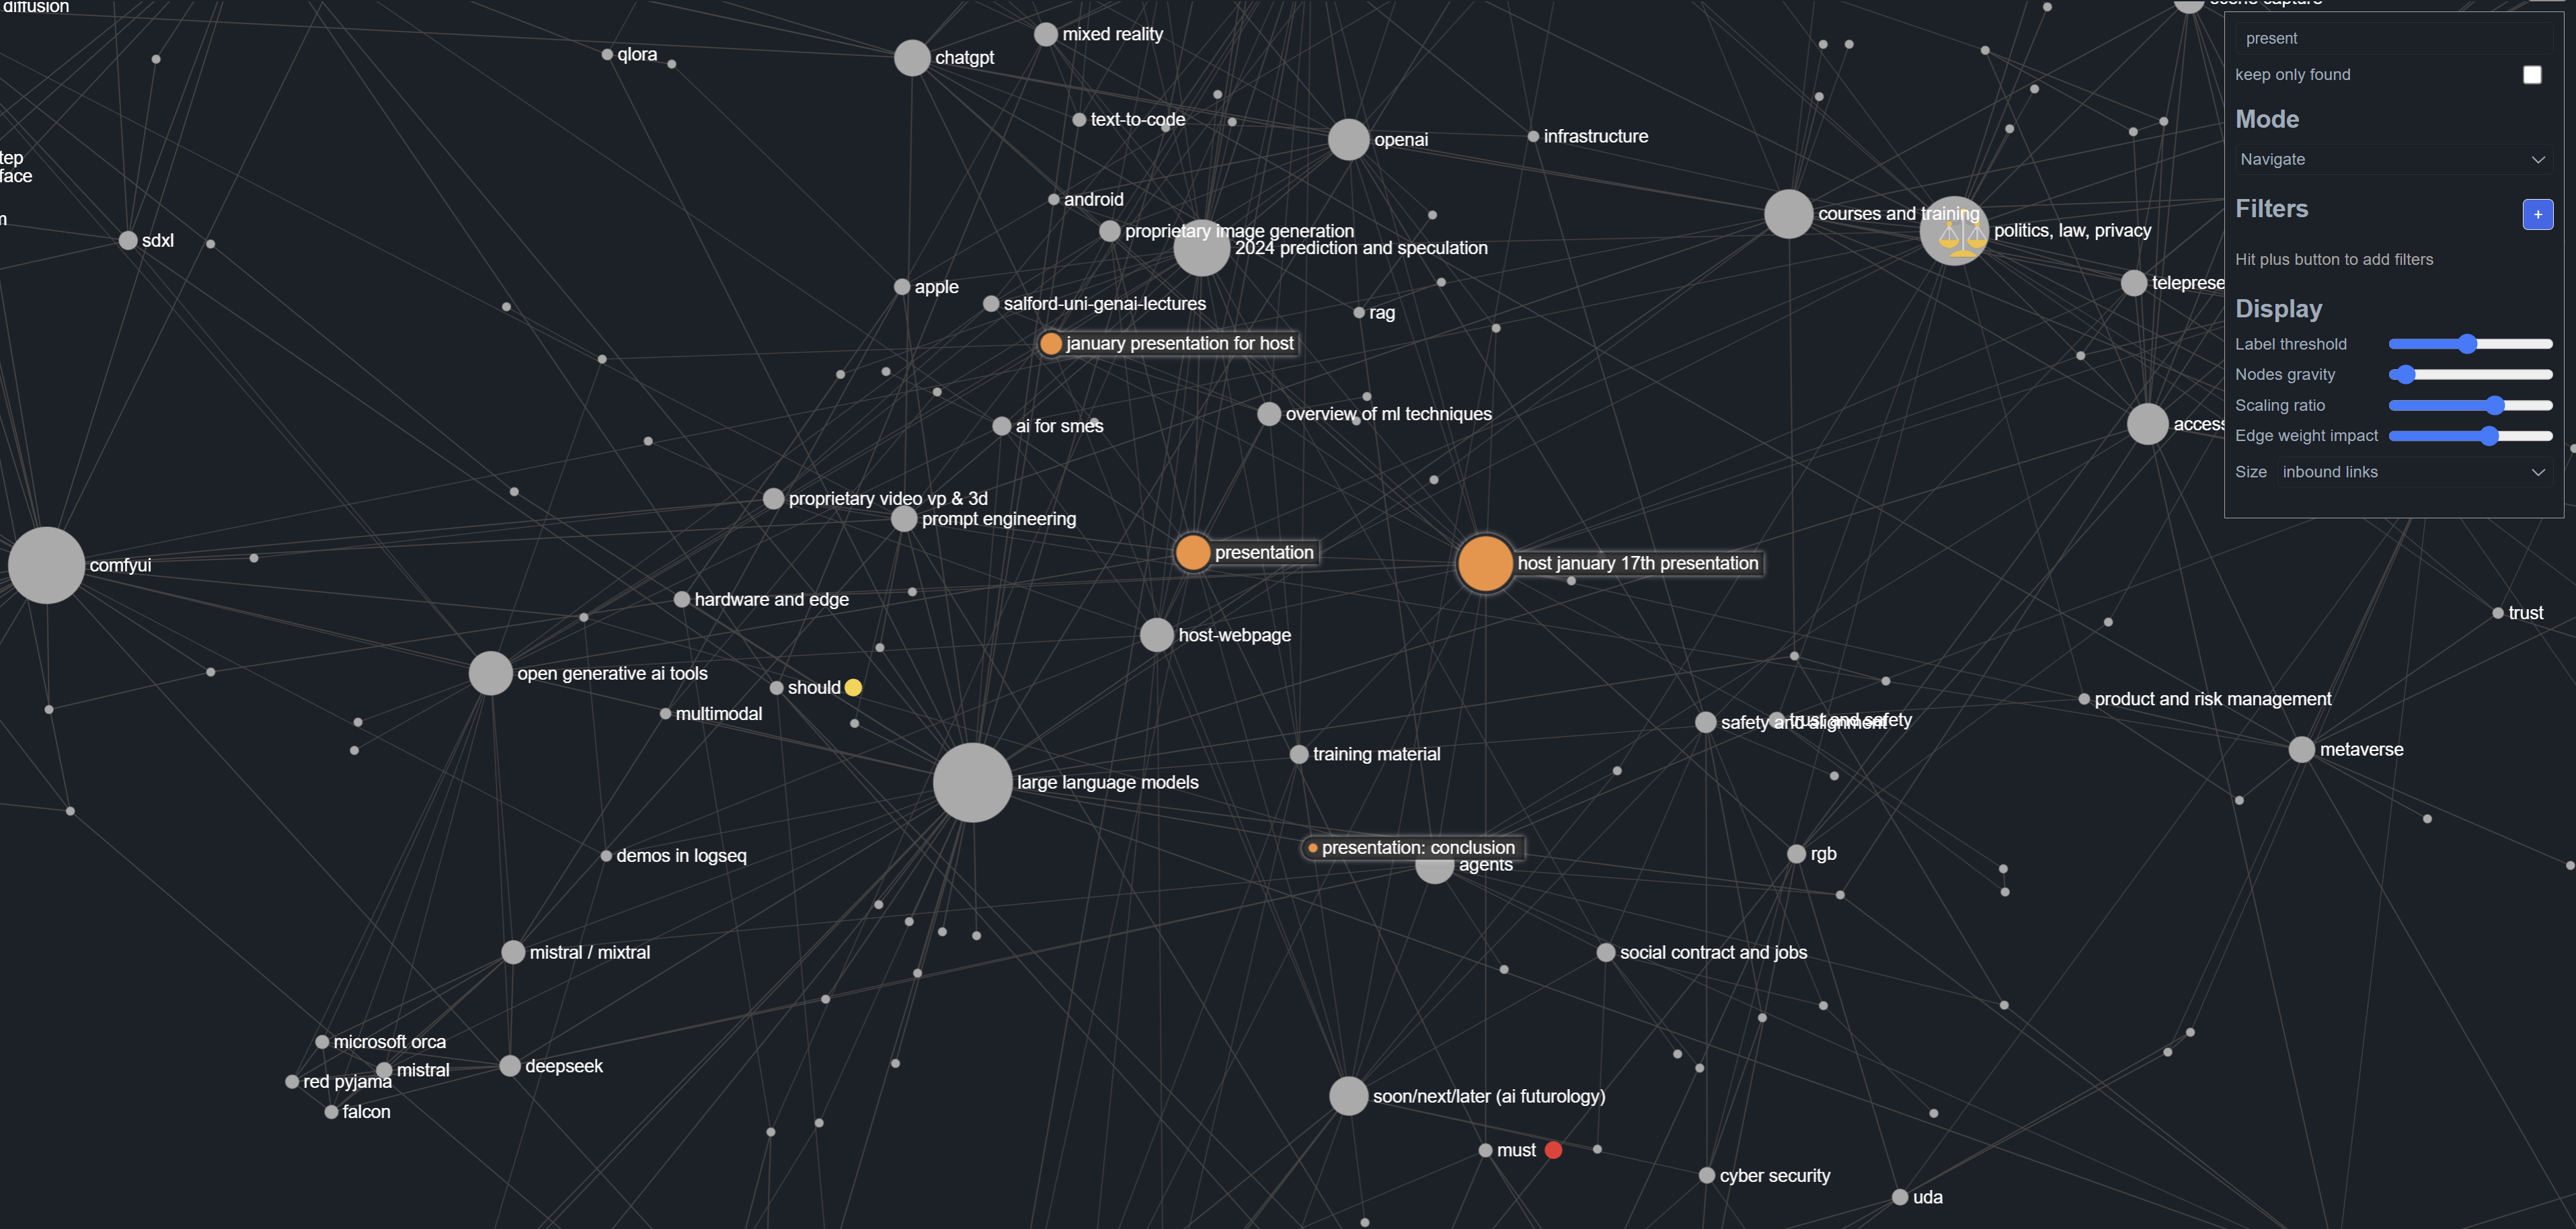 diffusion
mixed reality
qlora
chatgpt
text-to-code
openai
infrastructure
tep
face
android
courses and training
proprietary image generation
politics, law, privacy
2024 prediction and speculation
sdxl
teleprese
apple
salford-uni-genai-lectures
rag
january presentation for host
overview of ml techniques
ai for smes
access
proprietary video vp & 3d
prompt engineering
presentation
host january 17th presentation
comfyui
hardware and edge
trust
host-webpage
open generative ai tools
should
multimodal
product and risk management
trust and safety
safety and alignment
metaverse
training material
large language models
presentation: conclusion
agents
rgb
demos in logseq
mistral / mixtral
social contract and jobs
microsoft orca
mistral
deepseek
red pyjama
falcon
soon/next/later (ai futurology)
must
cyber security
uda
present
keep only found
Mode
Navigate
Filters
+
Hit plus button to add filters
Display
Label threshold
Nodes gravity
Scaling ratio
Edge weight impact
Size inbound links